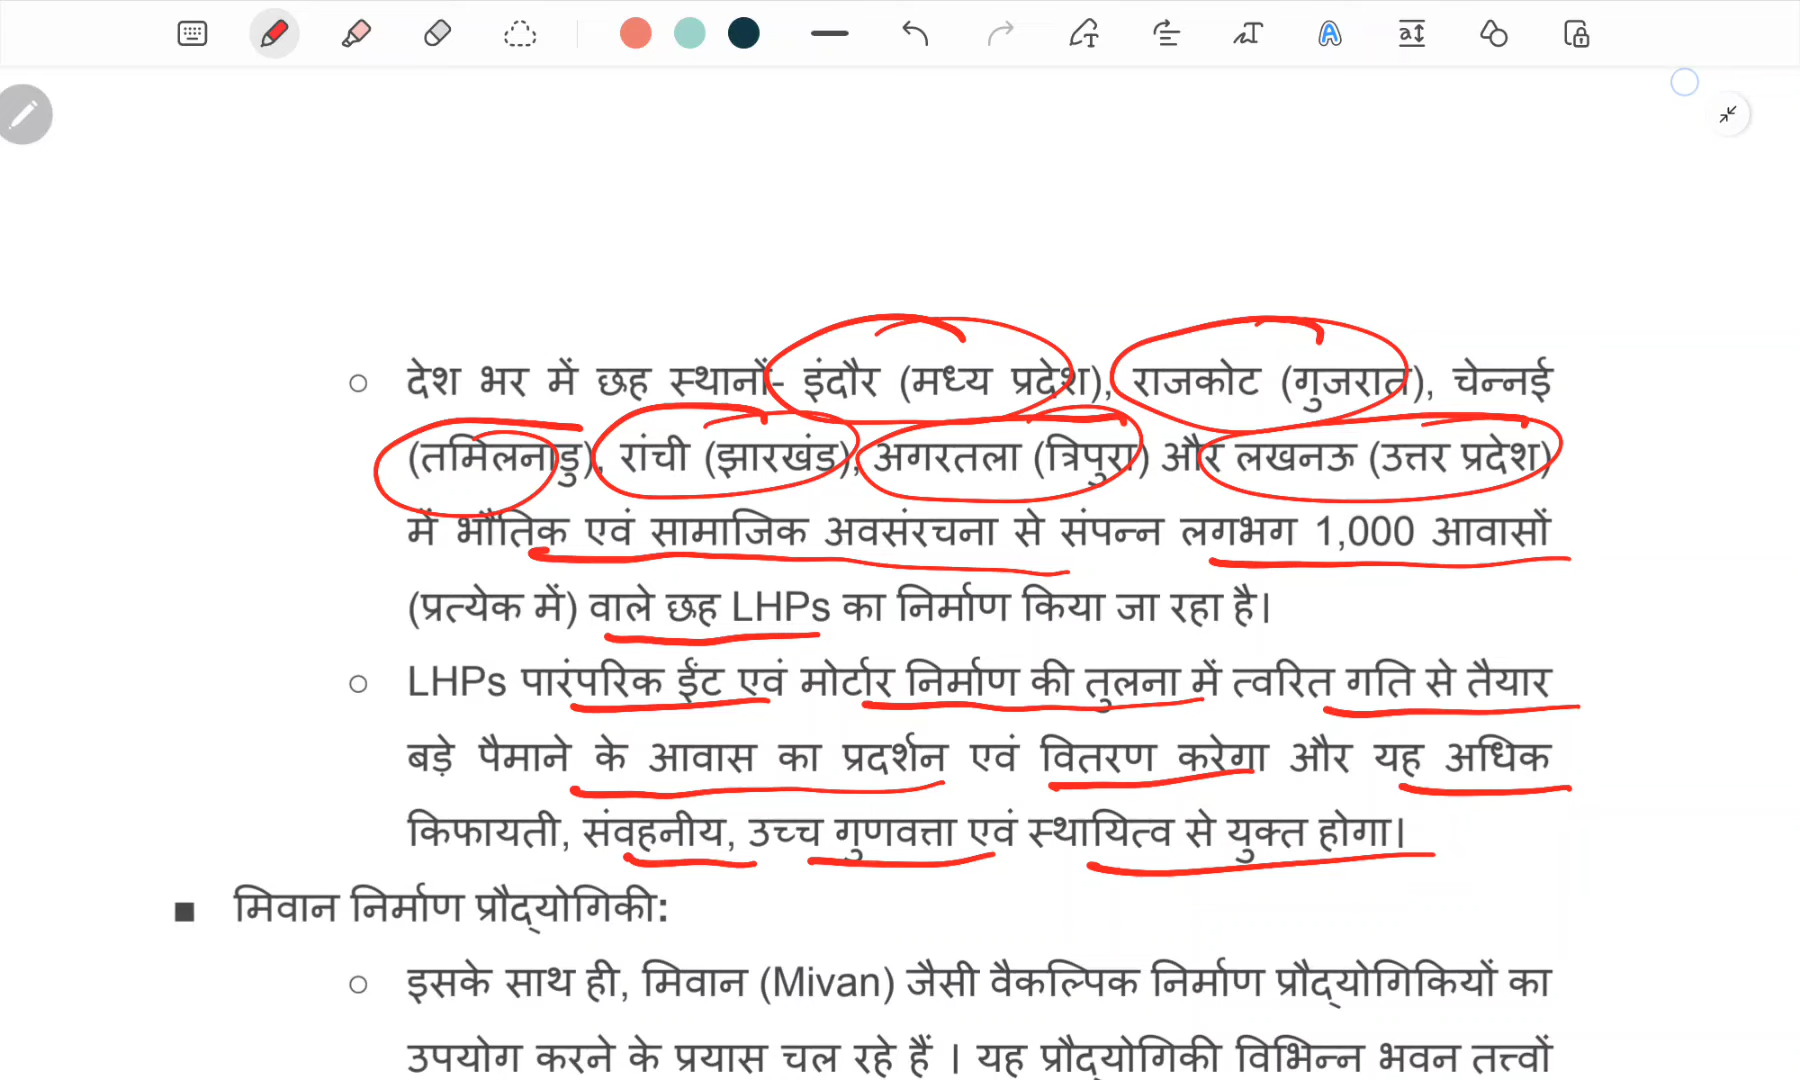 देश भर में छह स्थानों- इंदौर (मध्य प्रदेश), राजकोट (गुजरात), चेन्नई
(तमिलनाडु), रांची (झारखंड), अगरतला (त्रिपुरा) और लखनऊ (उत्तर प्रदेश)
में भौतिक एवं सामाजिक अवसंरचना से संपन्न लगभग 1,000 आवासों
(प्रत्येक में) वाले छह LHPs का निर्माण किया जा रहा है।
LHPs पारंपरिक ईंट एवं मोर्टार निर्माण की तुलना में त्वरित गति से तैयार
बड़े पैमाने के आवास का प्रदर्शन एवं वितरण करेगा और यह अधिक
किफायती, संवहनीय, उच्च गुणवत्ता एवं स्थायित्व से युक्त होगा।
मिवान निर्माण प्रौद्योगिकी:
इसके साथ ही, मिवान (Mivan) जैसी वैकल्पिक निर्माण प्रौद्योगिकियों का
उपयोग करने के प्रयास चल रहे हैं । यह प्रौद्योगिकी विभिन्न भवन तत्त्वों